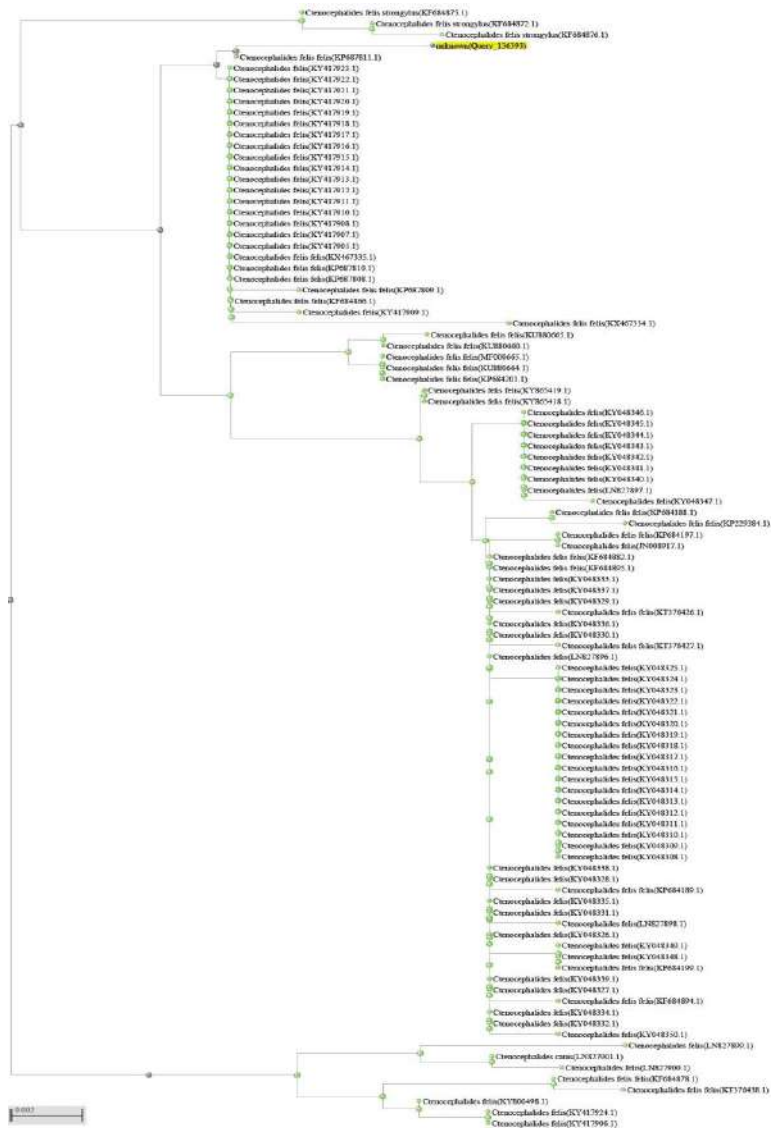 Ctenocephalides felis strongylus(KF684873.1)
Ctenocephalides felis strongylus(KF684872.1)
Ctenocephalides felis strongylus(KF684876.1)
unknown(Query_136393)
Ctenocephalides felis felis(KP687811.1)
Ctenocephalides felis(KY417923.1)
Ctenocephalides felis(KY417922.1)
Ctenocephalides felis(KY417921.1)
Ctenocephalides felis(KY417920.1)
Ctenocephalides felis(KY417919.1)
Ctenocephalides felis(KY417918.1)
Ctenocephalides felis(KY417917.1)
Ctenocephalides felis(KY417916.1)
Ctenocephalides felis(KY417915.1)
Ctenocephalides felis(KY417914.1)
Ctenocephalides felis(KY417913.1)
Ctenocephalides felis(KY417912.1)
Ctenocephalides felis(KY417911.1)
Ctenocephalides felis(KY417910.1)
Ctenocephalides felis(KY417908.1)
Ctenocephalides felis(KY417907.1)
Ctenocephalides felis(KY417905.1)
Ctenocephalides felis felis(KX467335.1)
Ctenocephalides felis felis(KP687810.1)
Ctenocephalides felis felis(KP687808.1)
Ctenocephalides felis felis(KP687809.1)
Ctenocephalides felis felis(KF684866.1)
Ctenocephalides felis(KY417909.1)
Ctenocephalides felis felis(KX467334.1)
Ctenocephalides felis felis(KU880665.1)
Ctenocephalides felis felis(KU880660.1)
Ctenocephalides felis felis(MF000665.1)
Ctenocephalides felis felis(KU880664.1)
Ctenocephalides felis felis(KP684201.1)
Ctenocephalides felis(KY865419.1)
Ctenocephalides felis(KY865418.1)
Ctenocephalides felis(KY048346.1)
Ctenocephalides felis(KY048345.1)
Ctenocephalides felis(KY048344.1)
Ctenocephalides felis(KY048343.1)
Ctenocephalides felis(KY048342.1)
Ctenocephalides felis(KY048341.1)
Ctenocephalides felis(KY048340.1)
Ctenocephalides felis(LN827897.1)
Ctenocephalides felis(KY048347.1)
Ctenocephalides felis felis(KP684188.1)
Ctenocephalides felis felis(KP229384.1)
Ctenocephalides felis felis(KP684197.1)
Ctenocephalides felis(JN008917.1)
Ctenocephalides felis felis(KF684882.1)
Ctenocephalides felis felis(KF684895.1)
Ctenocephalides felis(KY048333.1)
Ctenocephalides felis(KY048337.1)
Ctenocephalides felis(KY048329.1)
Ctenocephalides felis felis(KT376426.1)
Ctenocephalides felis(KY048336.1)
Ctenocephalides felis(KY048330.1)
Ctenocephalides felis felis(KT376427.1)
Ctenocephalides felis(LN827896.1)
Ctenocephalides felis(KY048325.1)
Ctenocephalides felis(KY048324.1)
Ctenocephalides felis(KY048323.1)
Ctenocephalides felis(KY048322.1)
Ctenocephalides felis(KY048321.1)
Ctenocephalides felis(KY048320.1)
Ctenocephalides felis(KY048319.1)
Ctenocephalides felis(KY048318.1)
Ctenocephalides felis(KY048317.1)
Ctenocephalides felis(KY048316.1)
Ctenocephalides felis(KY048315.1)
Ctenocephalides felis(KY048314.1)
Ctenocephalides felis(KY048313.1)
Ctenocephalides felis(KY048312.1)
Ctenocephalides felis(KY048311.1)
Ctenocephalides felis(KY048310.1)
Ctenocephalides felis(KY048309.1)
Ctenocephalides felis(KY048308.1)
Ctenocephalides felis(KY048338.1)
Ctenocephalides felis(KY048328.1)
Ctenocephalides felis felis(KP684189.1)
Ctenocephalides felis(KY048335.1)
Ctenocephalides felis(KY048331.1)
Ctenocephalides felis(LN827898.1)
Ctenocephalides felis(KY048326.1)
Ctenocephalides felis(KY048349.1)
Ctenocephalides felis(KY048348.1)
Ctenocephalides felis felis(KP684199.1)
Ctenocephalides felis(KY048339.1)
Ctenocephalides felis(KY048327.1)
Ctenocephalides felis felis(KF684894.1)
Ctenocephalides felis(KY048334.1)
Ctenocephalides felis(KY048332.1)
Ctenocephalides felis(KY048350.1)
Ctenocephalides felis(LN827899.1)
Ctenocephalides canis(LN827901.1)
Ctenocephalides felis(LN827900.1)
Ctenocephalides felis felis(KF684878.1)
Ctenocephalides felis felis(KT376438.1)
Ctenocephalides felis(KY800498.1)
Ctenocephalides felis(KY417924.1)
Ctenocephalides felis(KY417906.1)
0.002